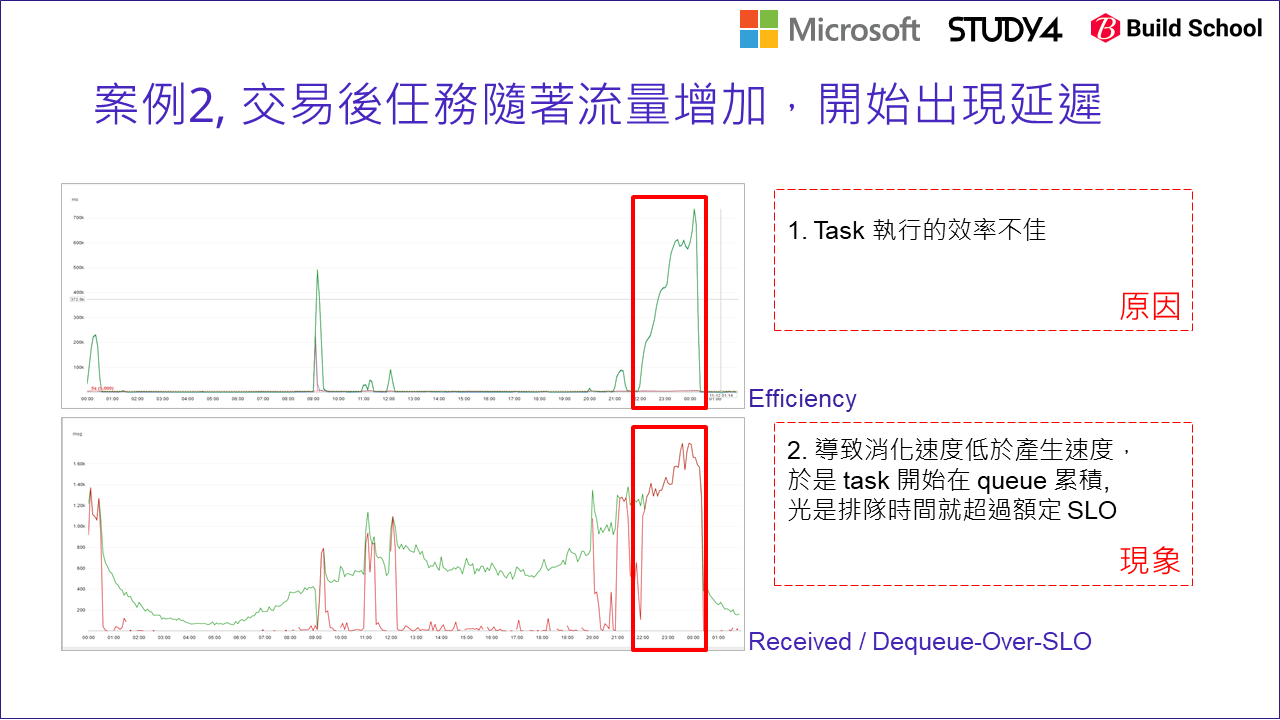 Microsoft STUDY4 Build School
案例2, 交易後任務隨著流量增加，開始出現延遲
ms
700k
600k
500k
400k
300k
200k
100k
00:00 01:00 02:00 03:00 04:00 05:00 06:00 07:00 08:00 09:00 10:00 11:00 12:00 13:00 14:00 15:00 16:00 17:00 18:00 19:00 20:00 21:00 22:00 23:00 00:00
1. Task 執行的效率不佳
原因
Efficiency
msg
1.60k
1.40k
1.20k
1.00k
800
600
400
200
00:00 01:00 02:00 03:00 04:00 05:00 06:00 07:00 08:00 09:00 10:00 11:00 12:00 13:00 14:00 15:00 16:00 17:00 18:00 19:00 20:00 21:00 22:00 23:00 00:00 01:00
2. 導致消化速度低於產生速度，
於是 task 開始在 queue 累積,
光是排隊時間就超過額定 SLO
現象
Received / Dequeue-Over-SLO